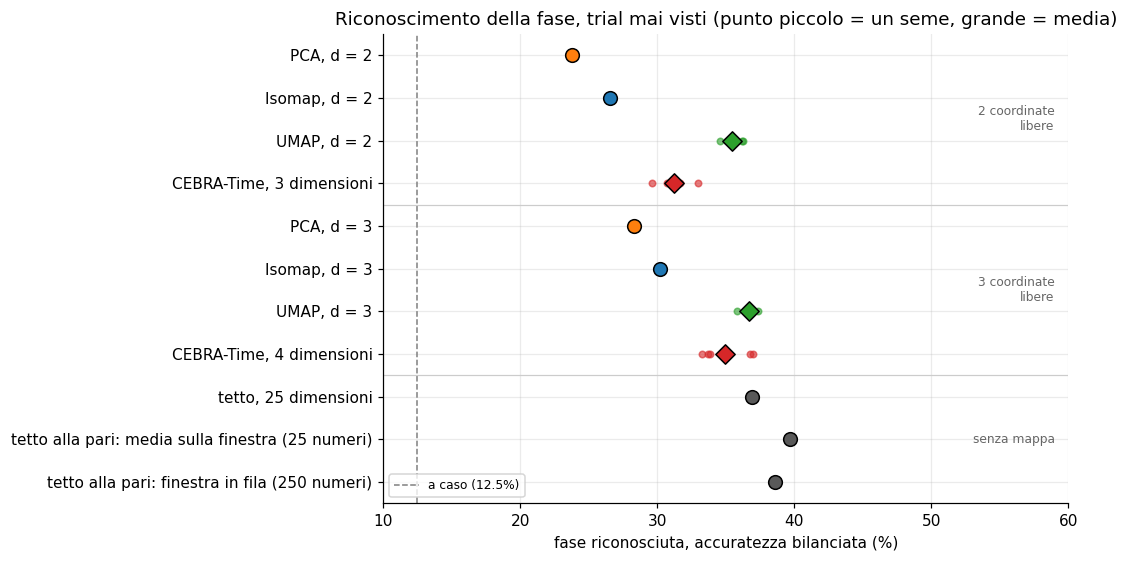 Riconoscimento della fase, trial mai visti (punto piccolo = un seme, grande = media)
PCA, d = 2
Isomap, d = 2
2 coordinate
libere
UMAP, d = 2
CEBRA-Time, 3 dimensioni
PCA, d = 3
Isomap, d = 3
3 coordinate
libere
UMAP, d = 3
CEBRA-Time, 4 dimensioni
tetto, 25 dimensioni
tetto alla pari: media sulla finestra (25 numeri)
senza mappa
tetto alla pari: finestra in fila (250 numeri)
a caso (12.5%)
10 20 30 40 50 60
fase riconosciuta, accuratezza bilanciata (%)